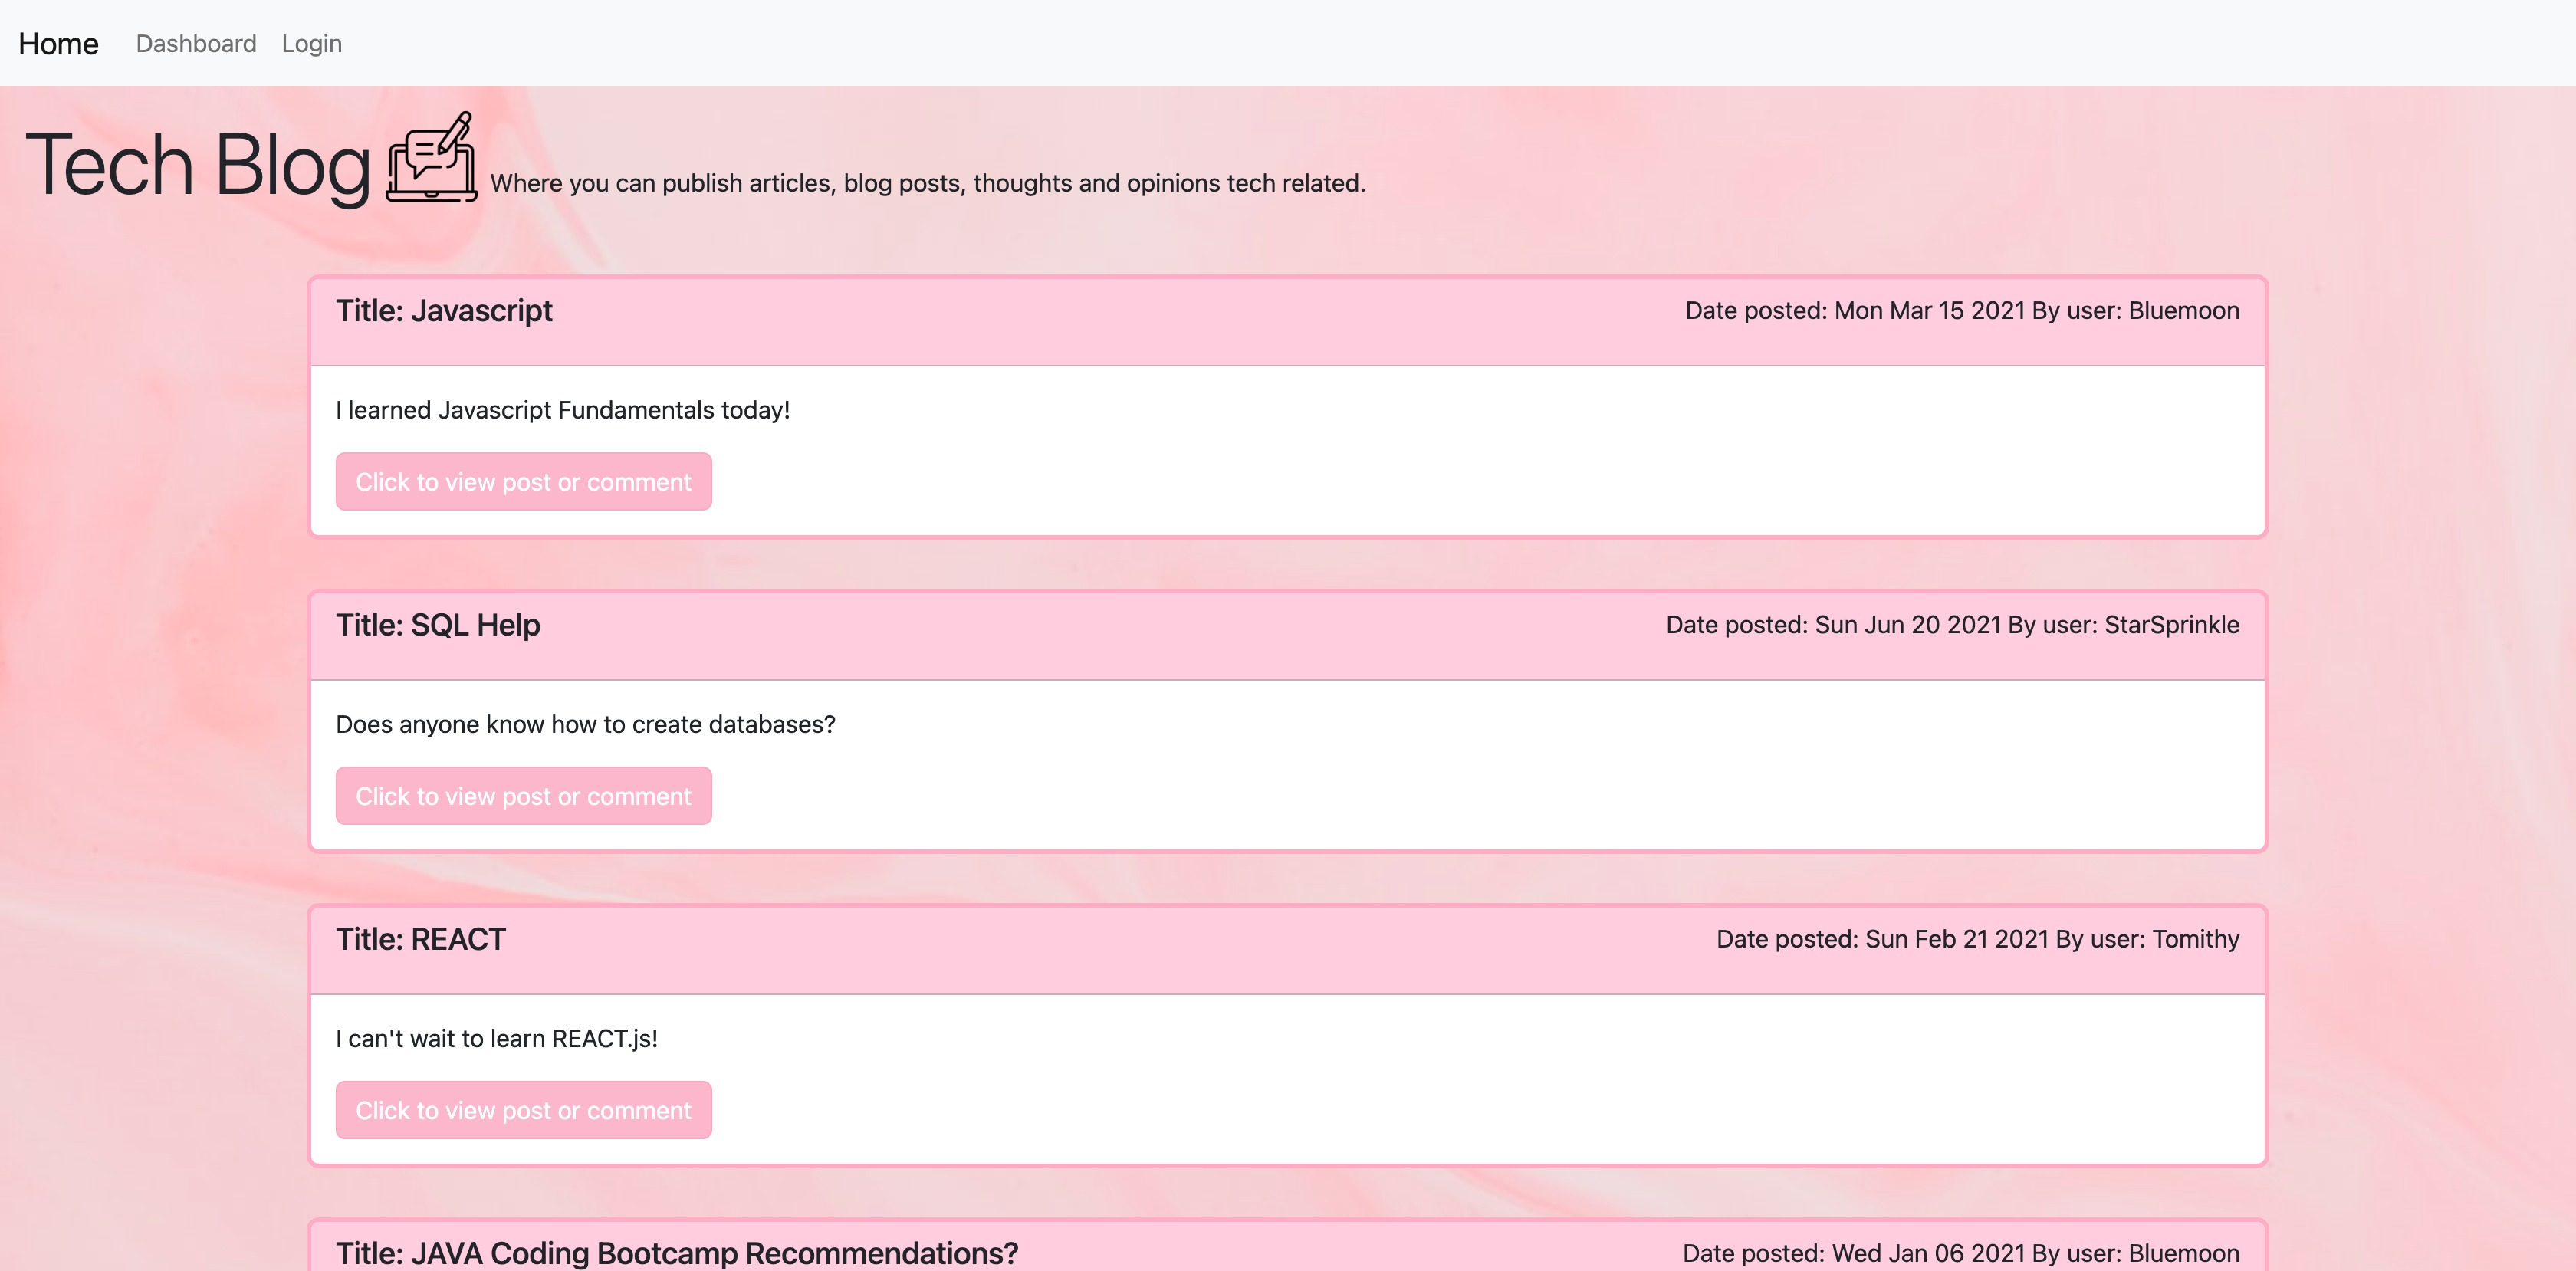 Home Dashboard Login
Tech Blog Where you can publish articles, blog posts, thoughts and opinions tech related.
Title: Javascript Date posted: Mon Mar 15 2021 By user: Bluemoon
I learned Javascript Fundamentals today!
Click to view post or comment
Title: SQL Help Date posted: Sun Jun 20 2021 By user: StarSprinkle
Does anyone know how to create databases?
Click to view post or comment
Title: REACT Date posted: Sun Feb 21 2021 By user: Tomithy
I can't wait to learn REACT.js!
Click to view post or comment
Title: JAVA Coding Bootcamp Recommendations? Date posted: Wed Jan 06 2021 By user: Bluemoon